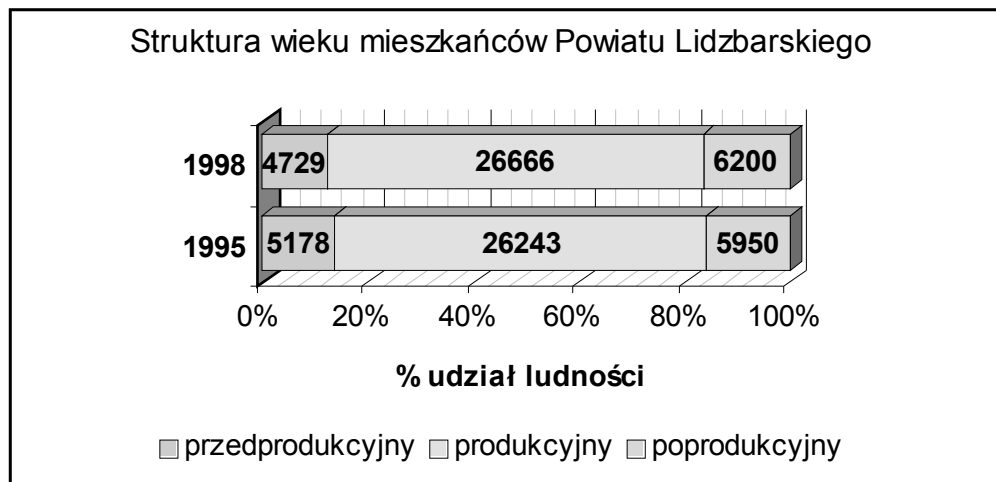 Struktura wieku mieszkańców Powiatu Lidzbarskiego
1998 4729 26666 6200
1995 5178 26243 5950
0% 20% 40% 60% 80% 100%
% udział ludności
przedprodukcyjny produkcyjny poprodukcyjny